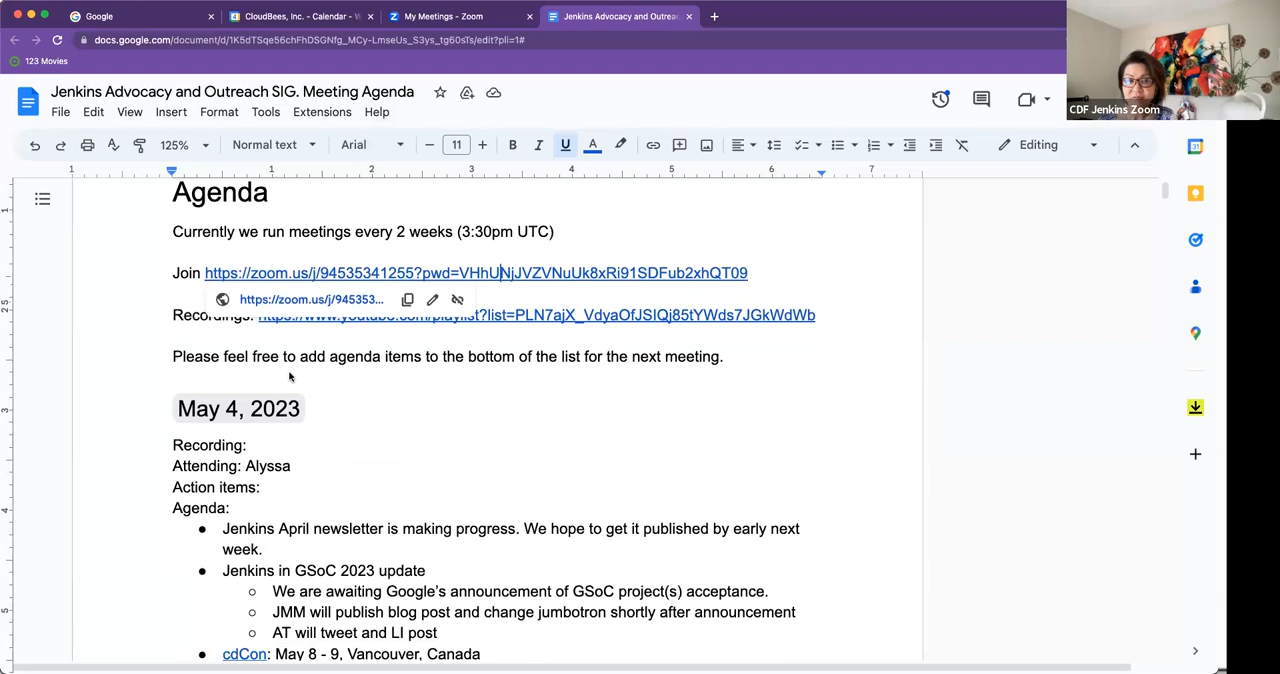 Google
CloudBees, Inc. - Calendar - W
My Meetings - Zoom
Jenkins Advocacy and Outreac
docs.google.com/document/d/1K5dTSqe56chFhDSGNfg_MCy-LmseUs_S3ys_tg60sTs/edit?pli=1#
123 Movies
CDF Jenkins Zoom
Jenkins Advocacy and Outreach SIG. Meeting Agenda
File Edit View Insert Format Tools Extensions Help
125% Normal text Arial 11 B I U A Editing
1 1 2 3 4 5 6 7
Agenda
Currently we run meetings every 2 weeks (3:30pm UTC)
Join https://zoom.us/j/94535341255?pwd=VHhUNjJVZVNuUk8xRi91SDFub2xhQT09
https://zoom.us/j/945353...
Recordings: https://www.youtube.com/playlist?list=PLN7ajX_VdyaOfJSIQj85tYWds7JGkWdWb
Please feel free to add agenda items to the bottom of the list for the next meeting.
May 4, 2023
Recording:
Attending: Alyssa
Action items:
Agenda:
● Jenkins April newsletter is making progress. We hope to get it published by early next
week.
● Jenkins in GSoC 2023 update
○ We are awaiting Google's announcement of GSoC project(s) acceptance.
○ JMM will publish blog post and change jumbotron shortly after announcement
○ AT will tweet and LI post
● cdCon: May 8 - 9, Vancouver, Canada